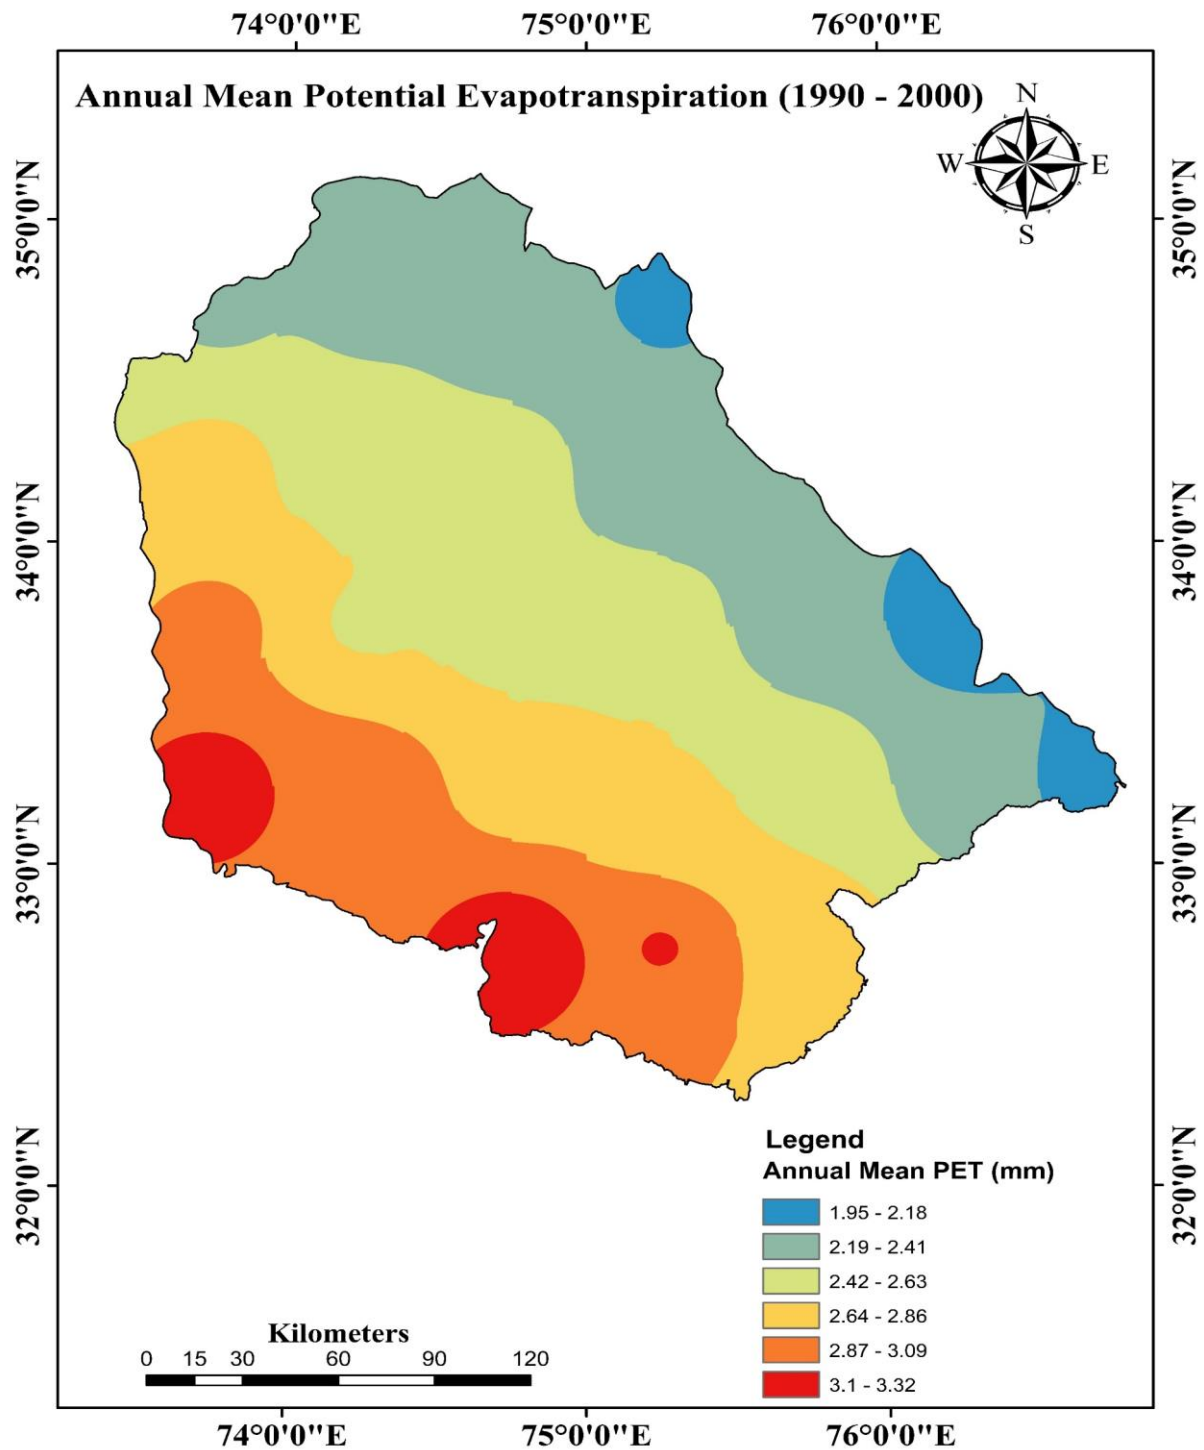 74°0'0"E 75°0'0"E 76°0'0"E
Annual Mean Potential Evapotranspiration (1990 - 2000)
N
W E
S
35°0'0"N 35°0'0"N
34°0'0"N 34°0'0"N
33°0'0"N 33°0'0"N
32°0'0"N 32°0'0"N
Legend
Annual Mean PET (mm)
1.95 - 2.18
2.19 - 2.41
2.42 - 2.63
2.64 - 2.86
2.87 - 3.09
3.1 - 3.32
Kilometers
0 15 30 60 90 120
74°0'0"E 75°0'0"E 76°0'0"E